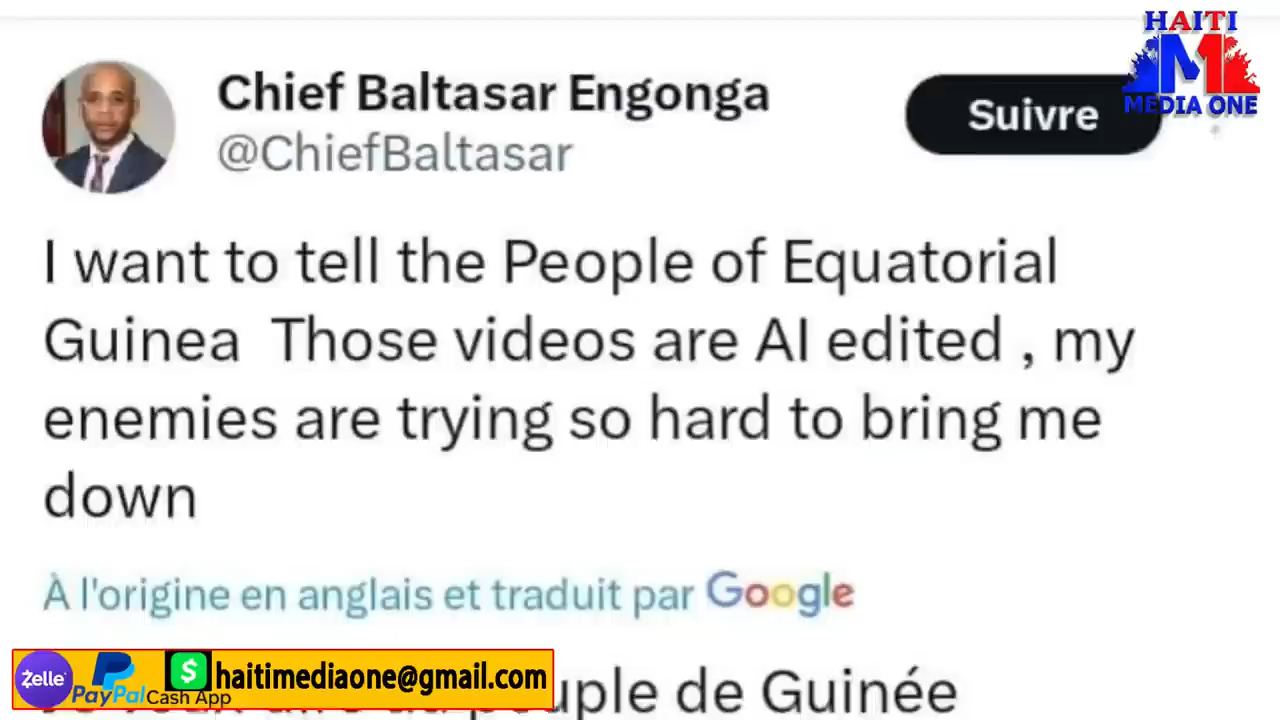 HAITI
M
MEDIA ONE
Chief Baltasar Engonga
@ChiefBaltasar
Suivre
I want to tell the People of Equatorial
Guinea Those videos are AI edited , my
enemies are trying so hard to bring me
down
À l'origine en anglais et traduit par Google
Zelle
PayPal
Cash App
$
haitimediaone@gmail.com
de Guinée